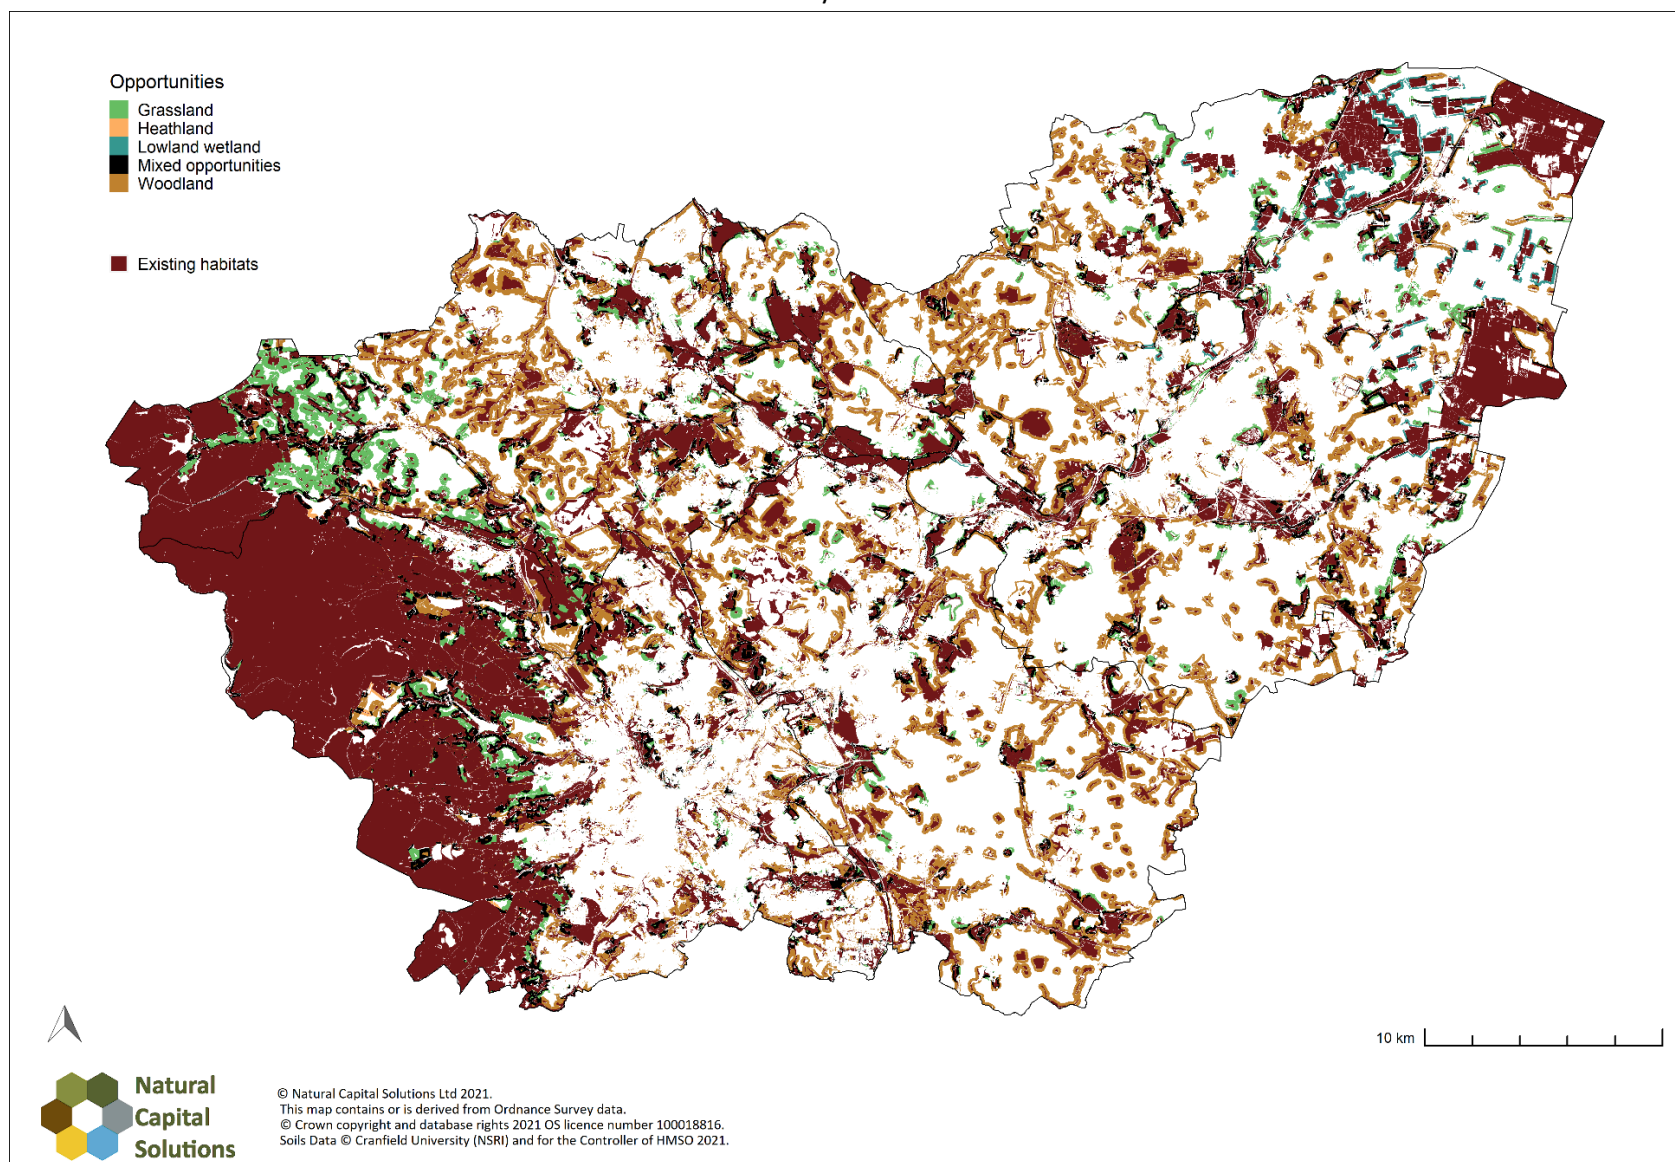 Opportunities
Grassland
Heathland
Lowland wetland
Mixed opportunities
Woodland
Existing habitats
10 km
Natural
Capital
Solutions
© Natural Capital Solutions Ltd 2021.
This map contains or is derived from Ordnance Survey data.
© Crown copyright and database rights 2021 OS licence number 100018816.
Soils Data © Cranfield University (NSRI) and for the Controller of HMSO 2021.